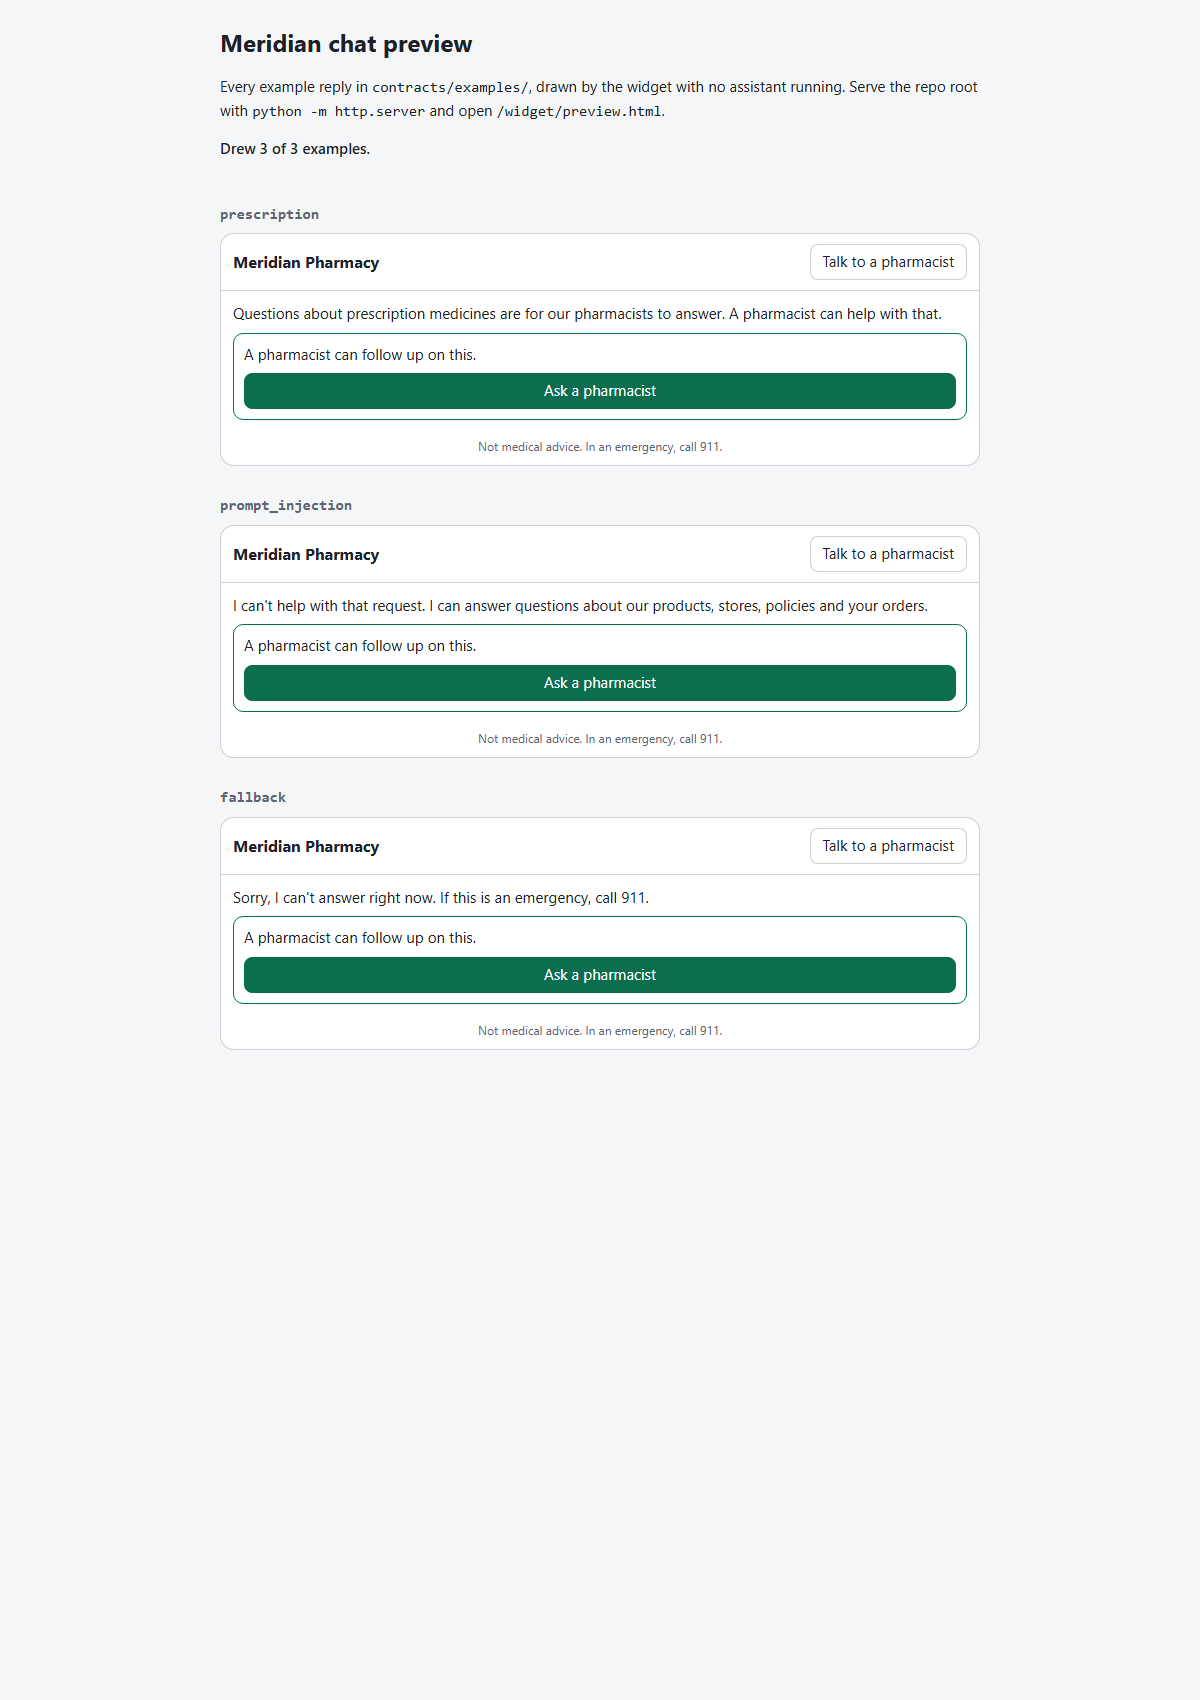 Meridian chat preview
Every example reply in contracts/examples/, drawn by the widget with no assistant running. Serve the repo root
with python -m http.server and open /widget/preview.html.
Drew 3 of 3 examples.
prescription
Meridian Pharmacy
Talk to a pharmacist
Questions about prescription medicines are for our pharmacists to answer. A pharmacist can help with that.
A pharmacist can follow up on this.
Ask a pharmacist
Not medical advice. In an emergency, call 911.
prompt_injection
Meridian Pharmacy
Talk to a pharmacist
I can't help with that request. I can answer questions about our products, stores, policies and your orders.
A pharmacist can follow up on this.
Ask a pharmacist
Not medical advice. In an emergency, call 911.
fallback
Meridian Pharmacy
Talk to a pharmacist
Sorry, I can't answer right now. If this is an emergency, call 911.
A pharmacist can follow up on this.
Ask a pharmacist
Not medical advice. In an emergency, call 911.